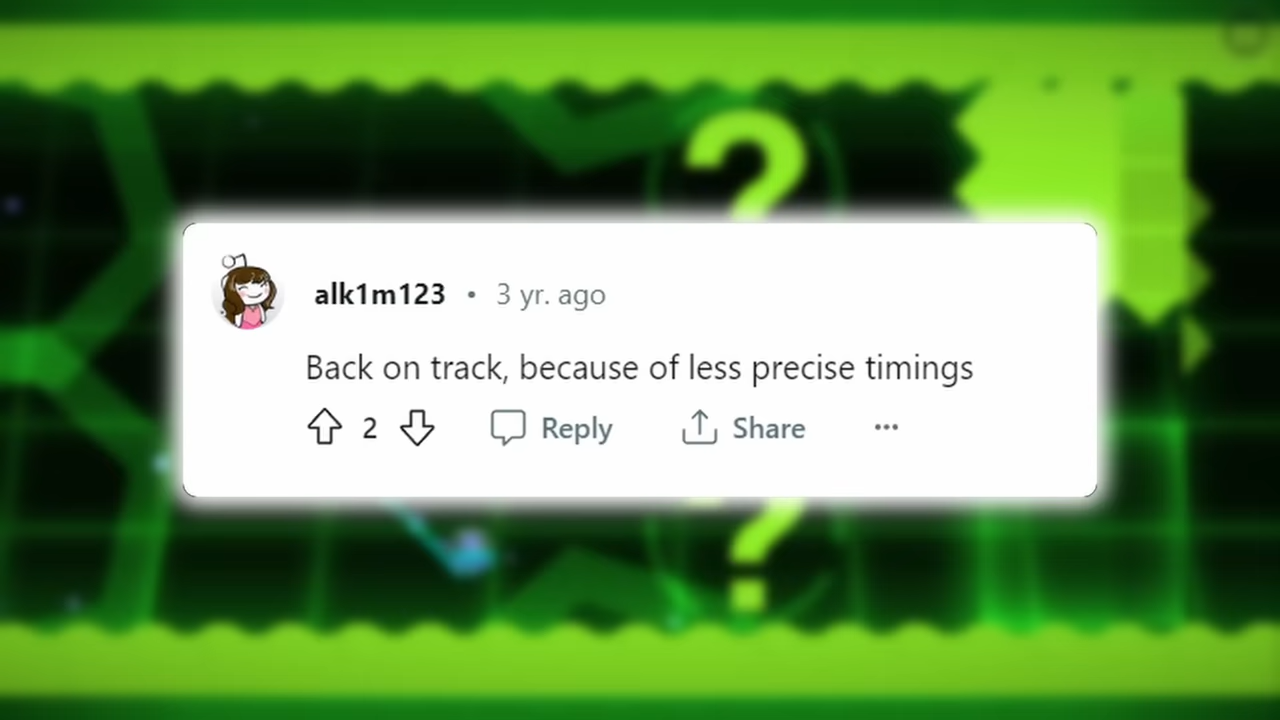 alk1m123 • 3 yr. ago
Back on track, because of less precise timings
2 Reply Share ···
?
?